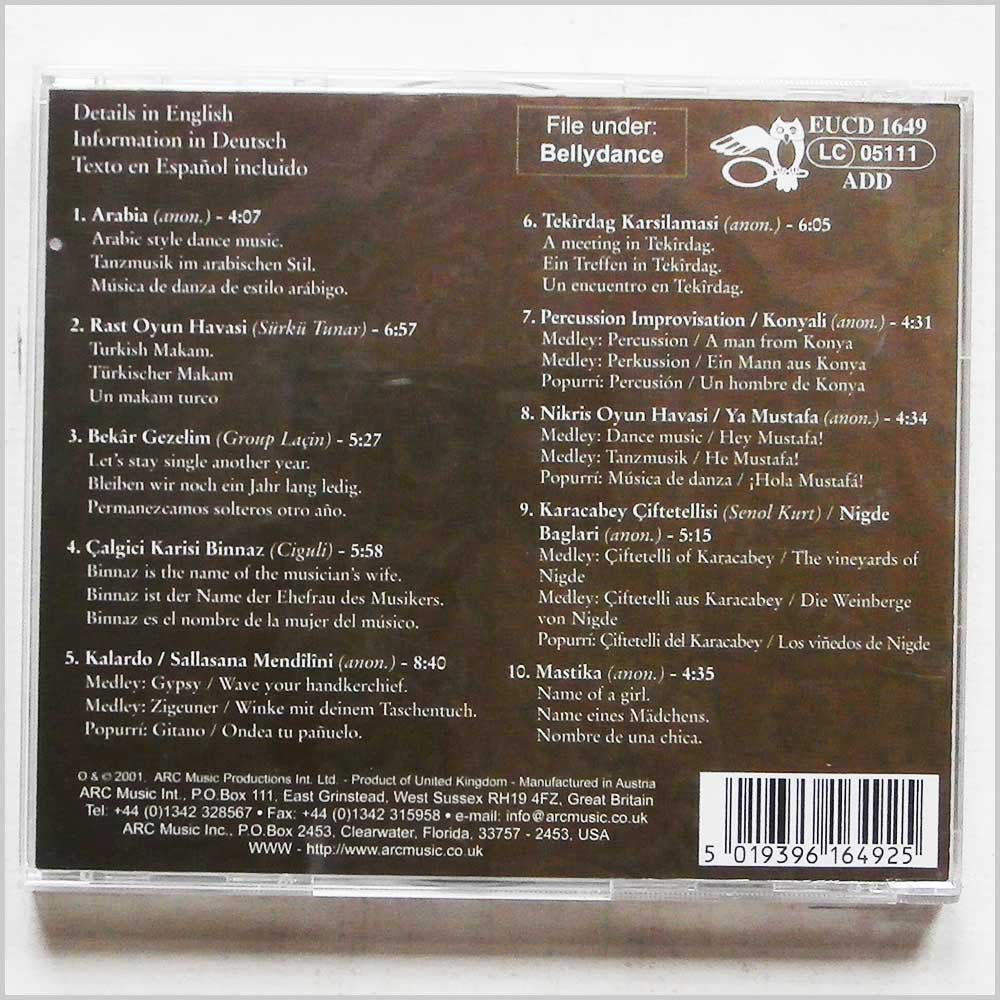 Details in English
Information in Deutsch
Texto en Español incluido
File under:
Bellydance
EUCD 1649
LC 05111
ADD
1. Arabia (anon.) - 4:07
Arabic style dance music.
Tanzmusik im arabischen Stil.
Música de danza de estilo arábigo.
2. Rast Oyun Havasi (Sürkü Tunar) - 6:57
Turkish Makam.
Türkischer Makam
Un makam turco
3. Bekâr Gezelim (Group Laçin) - 5:27
Let's stay single another year.
Bleiben wir noch ein Jahr lang ledig.
Permanezcamos solteros otro año.
4. Çalgici Karisi Binnaz (Ciguli) - 5:58
Binnaz is the name of the musician's wife.
Binnaz ist der Name der Ehefrau des Musikers.
Binnaz es el nombre de la mujer del músico.
5. Kalardo / Sallasana Mendîlîni (anon.) - 8:40
Medley: Gypsy / Wave your handkerchief.
Medley: Zigeuner / Winke mit deinem Taschentuch.
Popurrí: Gitano / Ondea tu pañuelo.
6. Tekîrdag Karsilamasi (anon.) - 6:05
A meeting in Tekîrdag.
Ein Treffen in Tekîrdag.
Un encuentro en Tekîrdag.
7. Percussion Improvisation / Konyali (anon.) - 4:31
Medley: Percussion / A man from Konya
Medley: Perkussion / Ein Mann aus Konya
Popurrí: Percusión / Un hombre de Konya
8. Nikris Oyun Havasi / Ya Mustafa (anon.) - 4:34
Medley: Dance music / Hey Mustafa!
Medley: Tanzmusik / He Mustafa!
Popurrí: Música de danza / ¡Hola Mustafá!
9. Karacabey Çiftetellisi (Senol Kurt) / Nigde
Baglari (anon.) - 5:15
Medley: Çiftetelli of Karacabey / The vineyards of
Nigde
Medley: Çiftetelli aus Karacabey / Die Weinberge
von Nigde
Popurrí: Çiftetelli del Karacabey / Los viñedos de Nigde
10. Mastika (anon.) - 4:35
Name of a girl.
Name eines Mädchens.
Nombre de una chica.
℗ & © 2001, ARC Music Productions Int. Ltd. - Product of United Kingdom - Manufactured in Austria
ARC Music Int., P.O.Box 111, East Grinstead, West Sussex RH19 4FZ, Great Britain
Tel: +44 (0)1342 328567 • Fax: +44 (0)1342 315958 • e-mail: info@arcmusic.co.uk
ARC Music Inc., P.O.Box 2453, Clearwater, Florida, 33757 - 2453, USA
WWW - http://www.arcmusic.co.uk
5 019396 164925